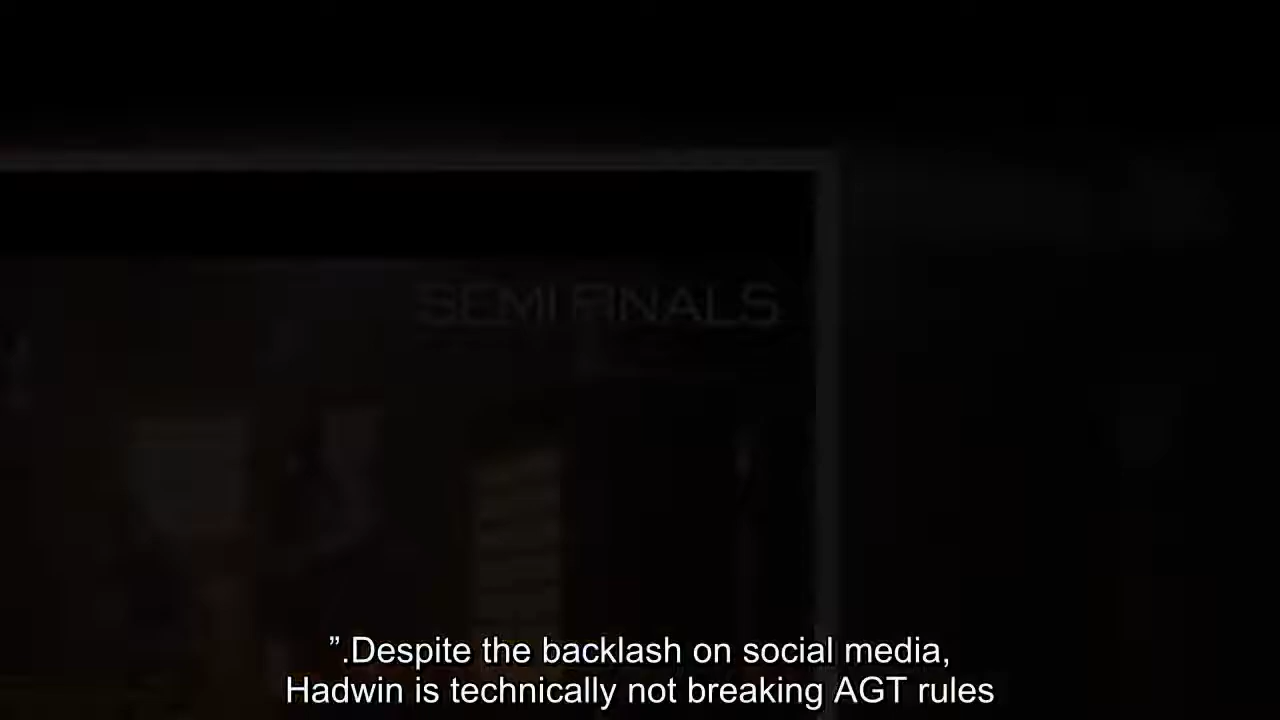 SEMI FINALS
”.Despite the backlash on social media,
Hadwin is technically not breaking AGT rules